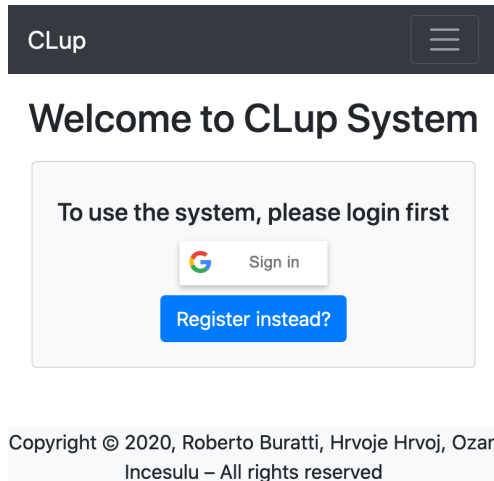 CLup
Welcome to CLup System
To use the system, please login first
Sign in
Register instead?
Copyright © 2020, Roberto Buratti, Hrvoje Hrvoj, Ozan
Incesulu – All rights reserved